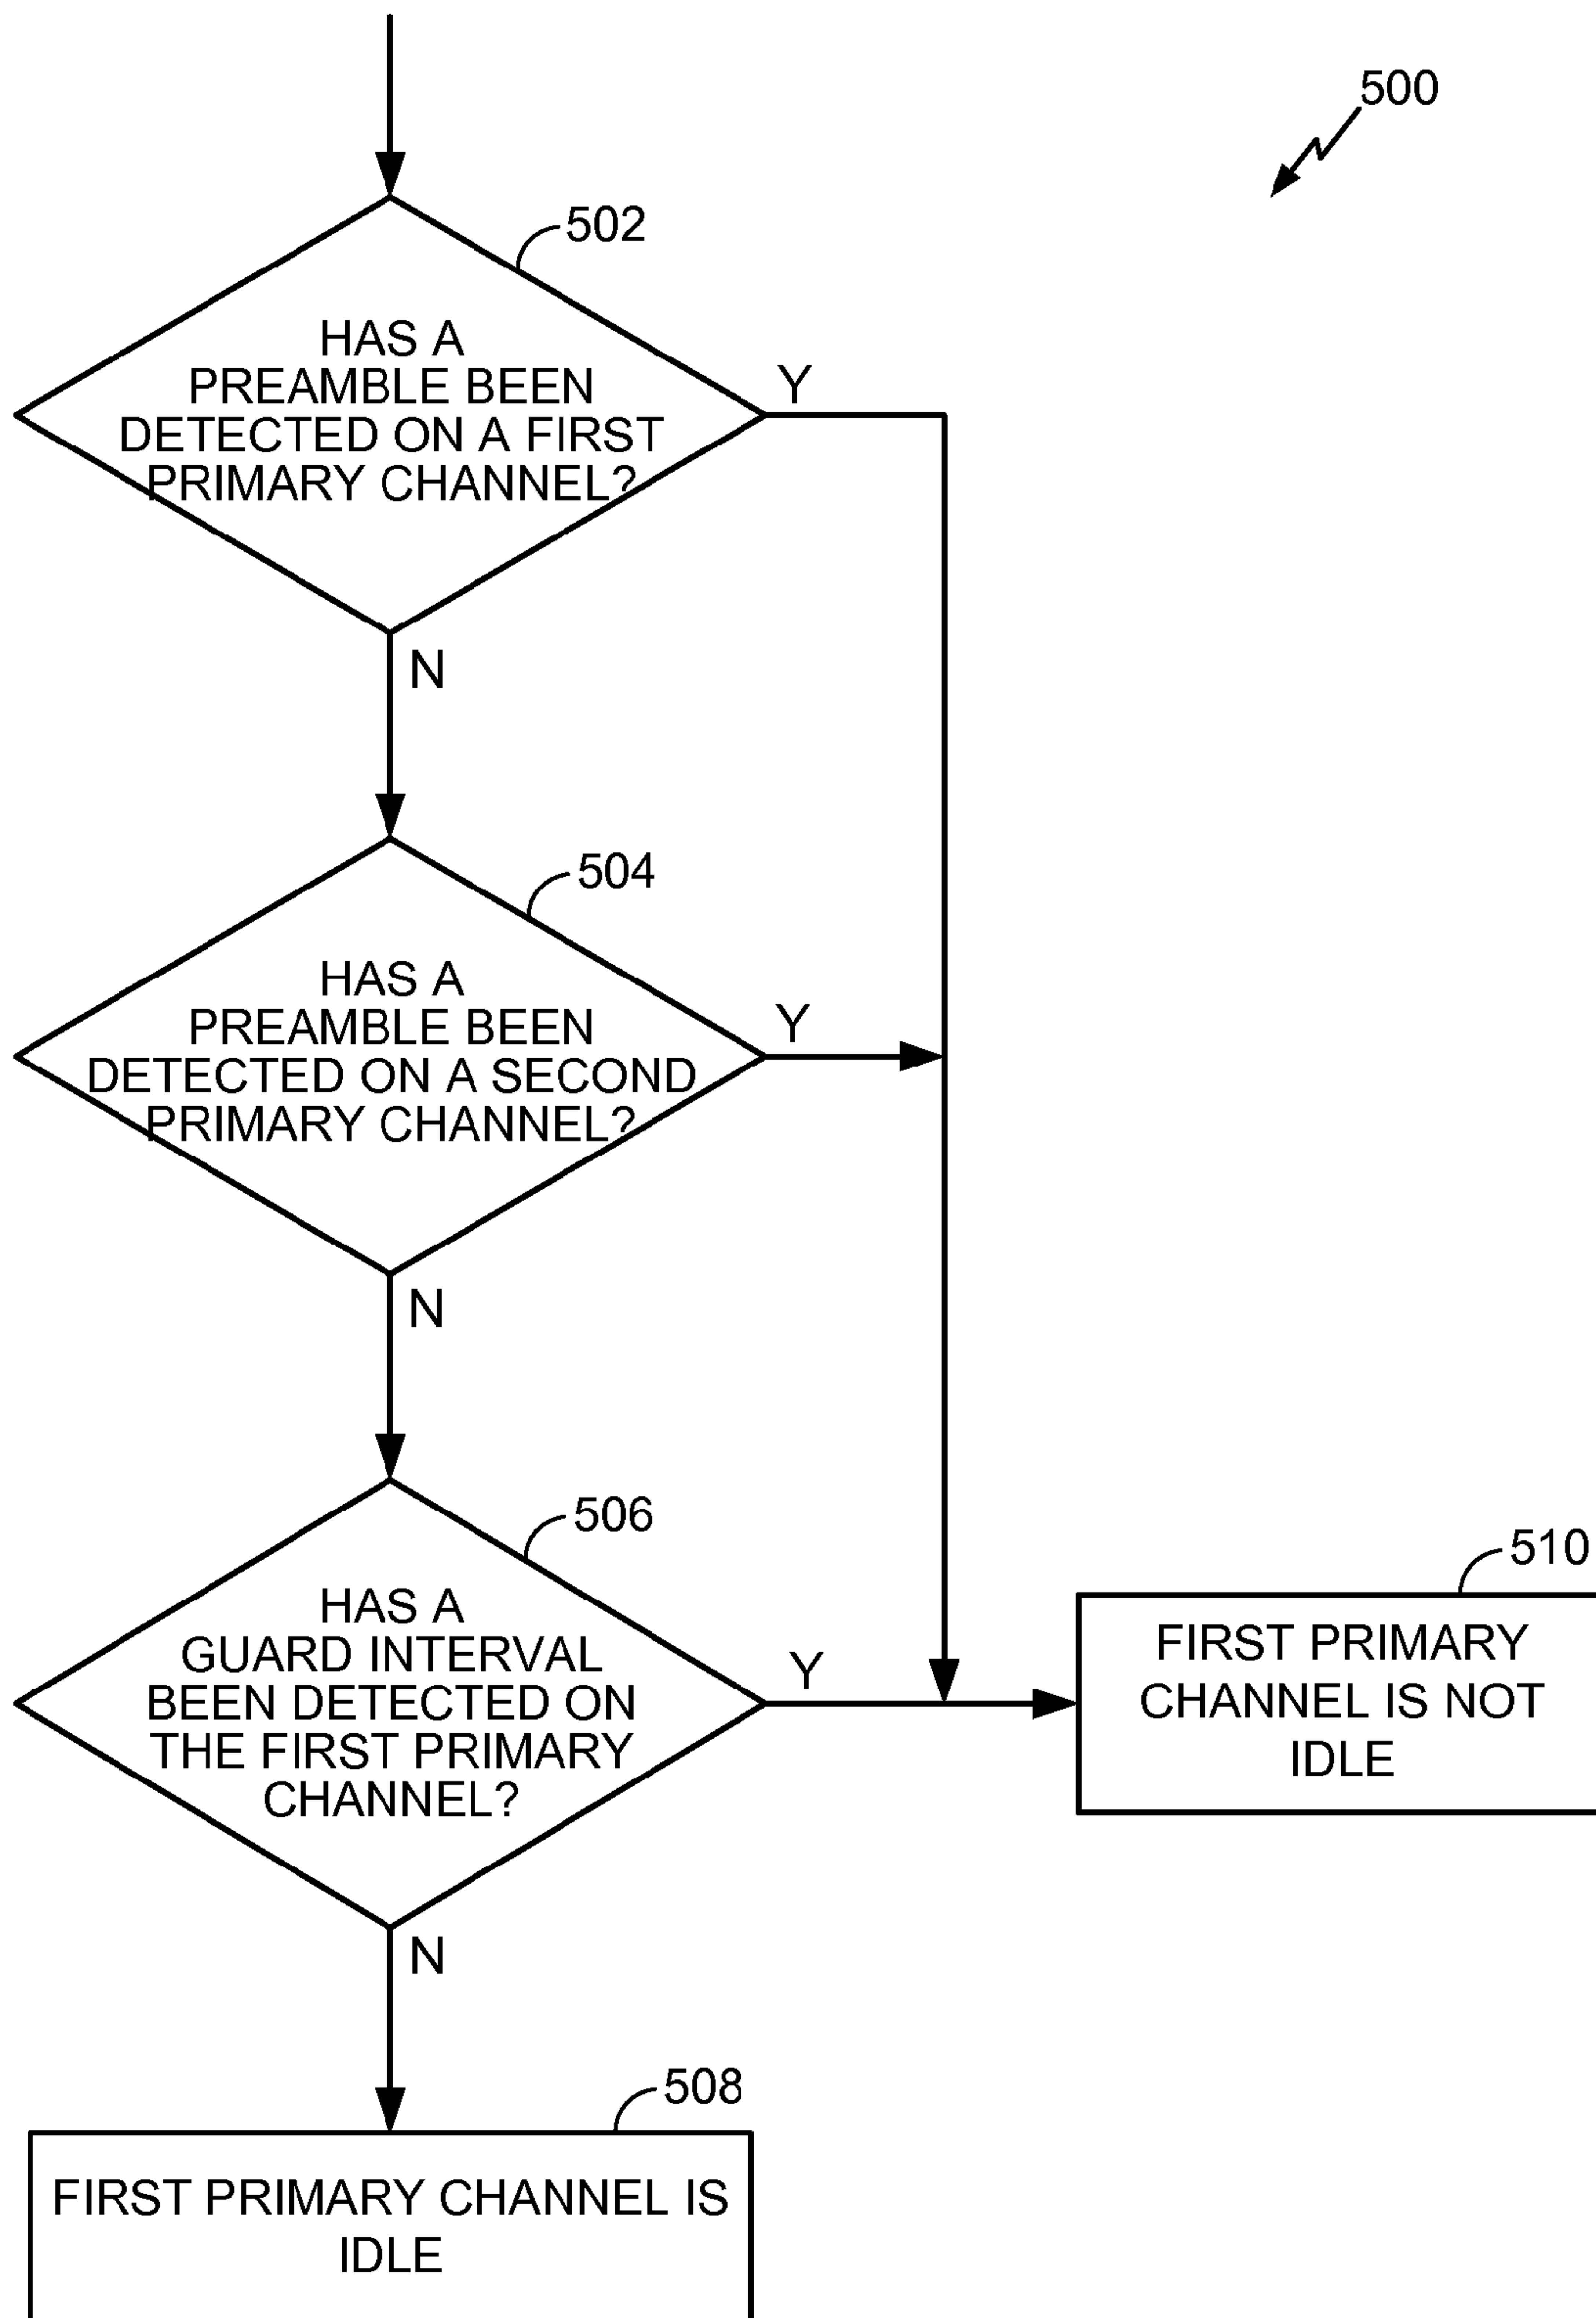 500
502
HAS A
PREAMBLE BEEN
DETECTED ON A FIRST
PRIMARY CHANNEL?
Y
N
504
HAS A
PREAMBLE BEEN
DETECTED ON A SECOND
PRIMARY CHANNEL?
Y
N
506
HAS A
GUARD INTERVAL
BEEN DETECTED ON
THE FIRST PRIMARY
CHANNEL?
Y
N
510
FIRST PRIMARY
CHANNEL IS NOT
IDLE
508
FIRST PRIMARY CHANNEL IS
IDLE